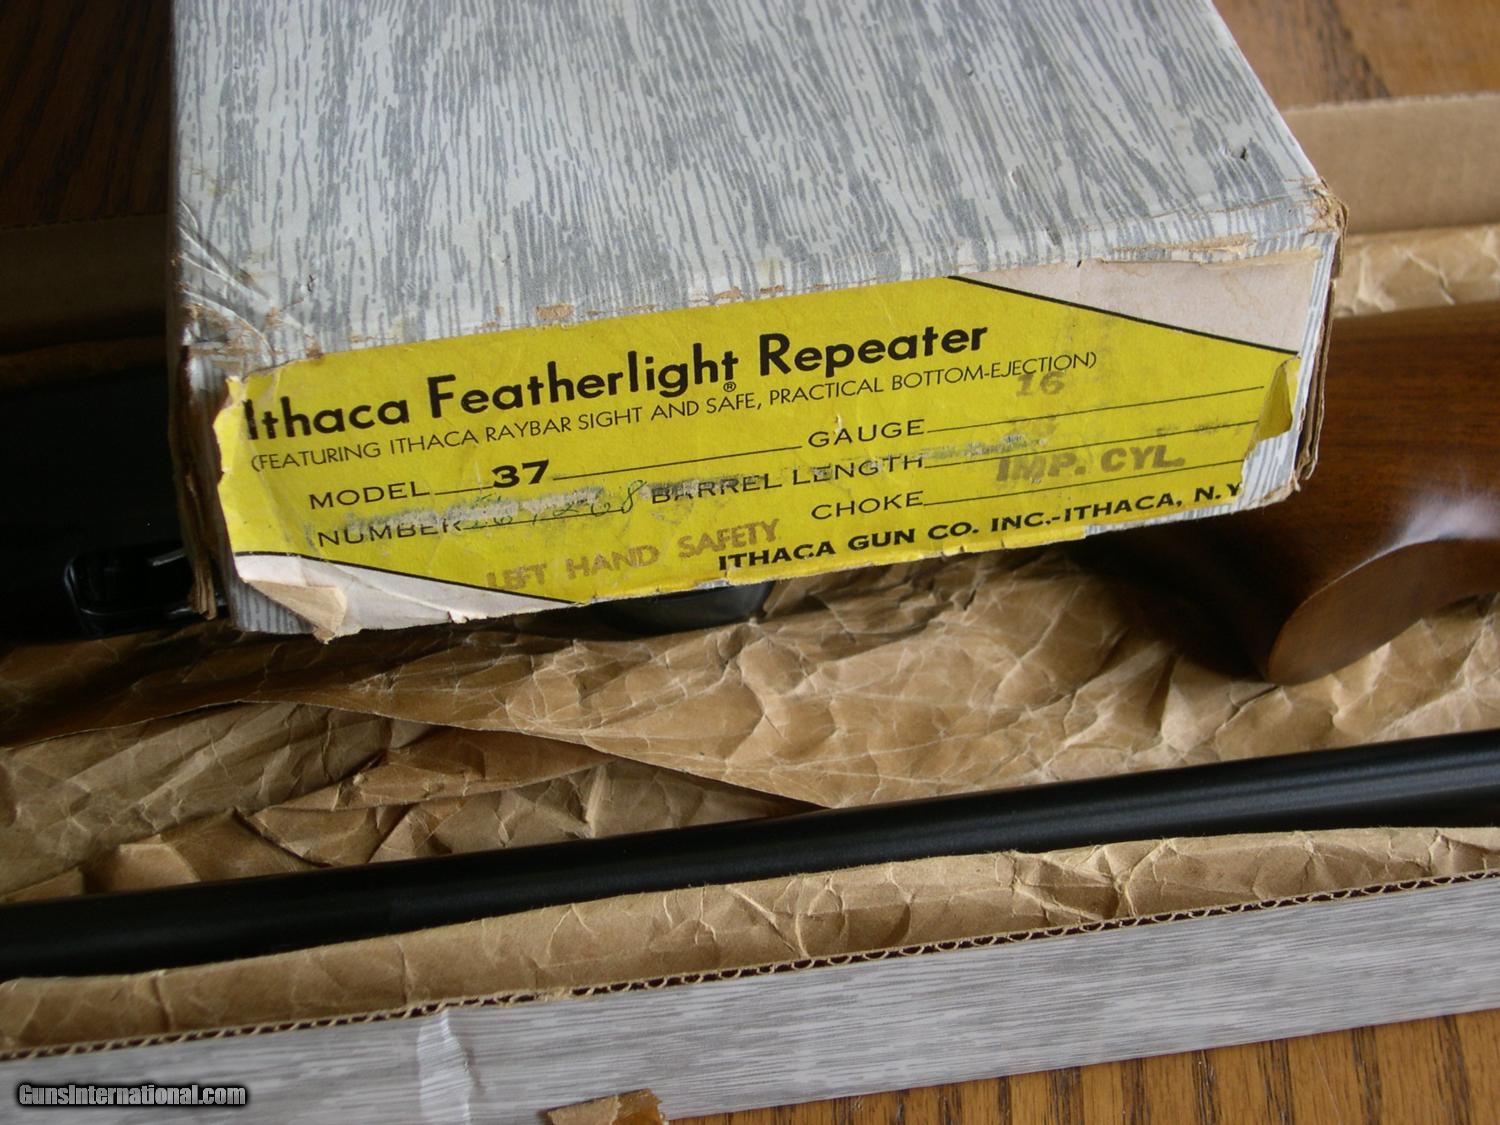 Ithaca Featherlight® Repeater
(FEATURING ITHACA RAYBAR SIGHT AND SAFE, PRACTICAL BOTTOM-EJECTION)
MODEL 37 GAUGE 16
NUMBER BARREL LENGTH
CHOKE IMP. CYL.
LEFT HAND SAFETY
ITHACA GUN CO. INC.-ITHACA, N.Y
GunsInternational.com